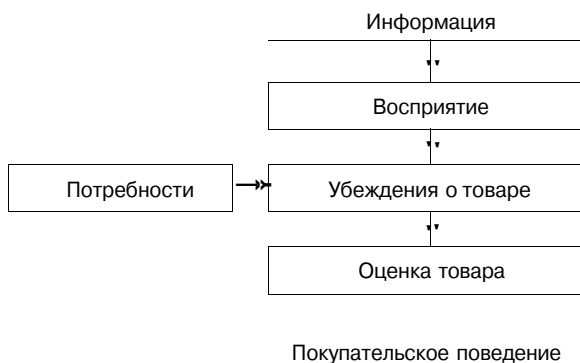 Информация
Восприятие
Потребности
Убеждения о товаре
Оценка товара
Покупательское поведение